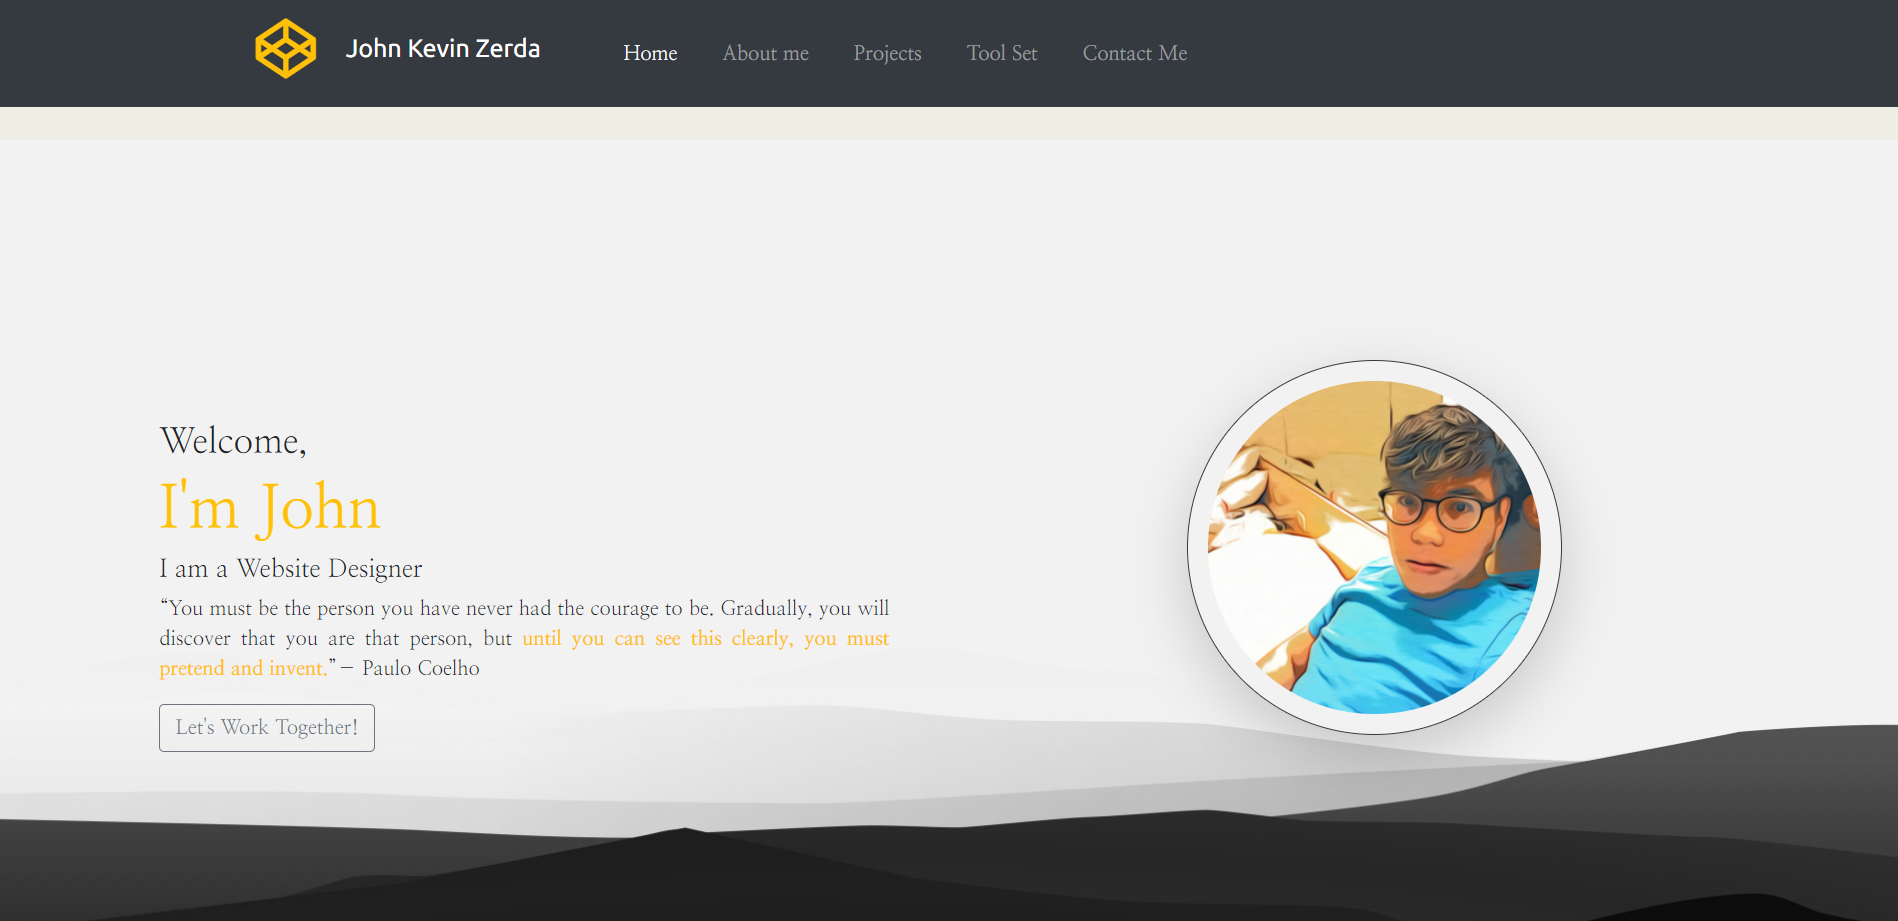 John Kevin Zerda
Home
About me
Projects
Tool Set
Contact Me
Welcome,
I'm John
I am a Website Designer
“You must be the person you have never had the courage to be. Gradually, you will
discover that you are that person, but until you can see this clearly, you must
pretend and invent.” — Paulo Coelho
Let's Work Together!